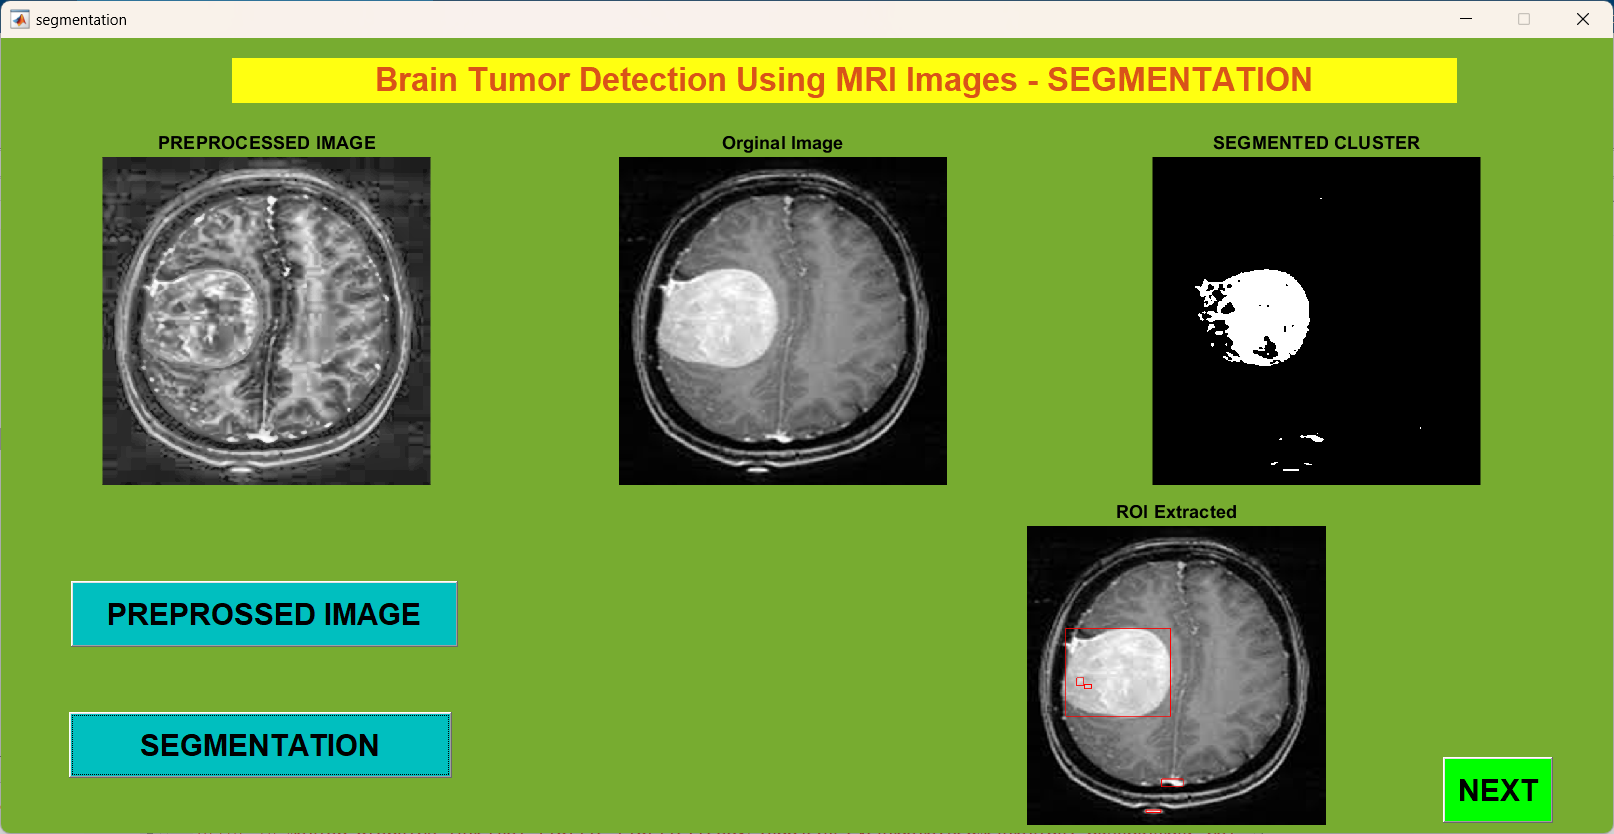 segmentation
Brain Tumor Detection Using MRI Images - SEGMENTATION
PREPROCESSED IMAGE
Orginal Image
SEGMENTED CLUSTER
ROI Extracted
PREPROSSED IMAGE
SEGMENTATION
NEXT